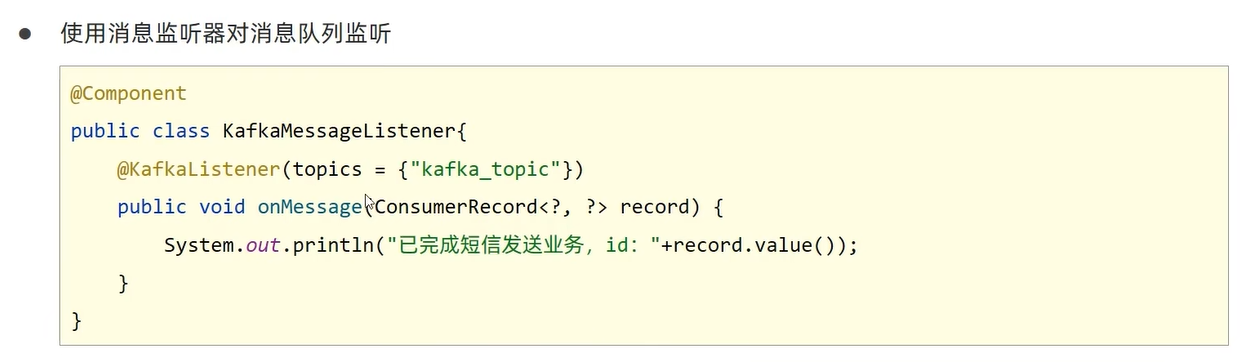 ● 使用消息监听器对消息队列监听
@Component
public class KafkaMessageListener{
    @KafkaListener(topics = {"kafka_topic"})
    public void onMessage(ConsumerRecord<?, ?> record) {
        System.out.println("已完成短信发送业务，id："+record.value());
    }
}